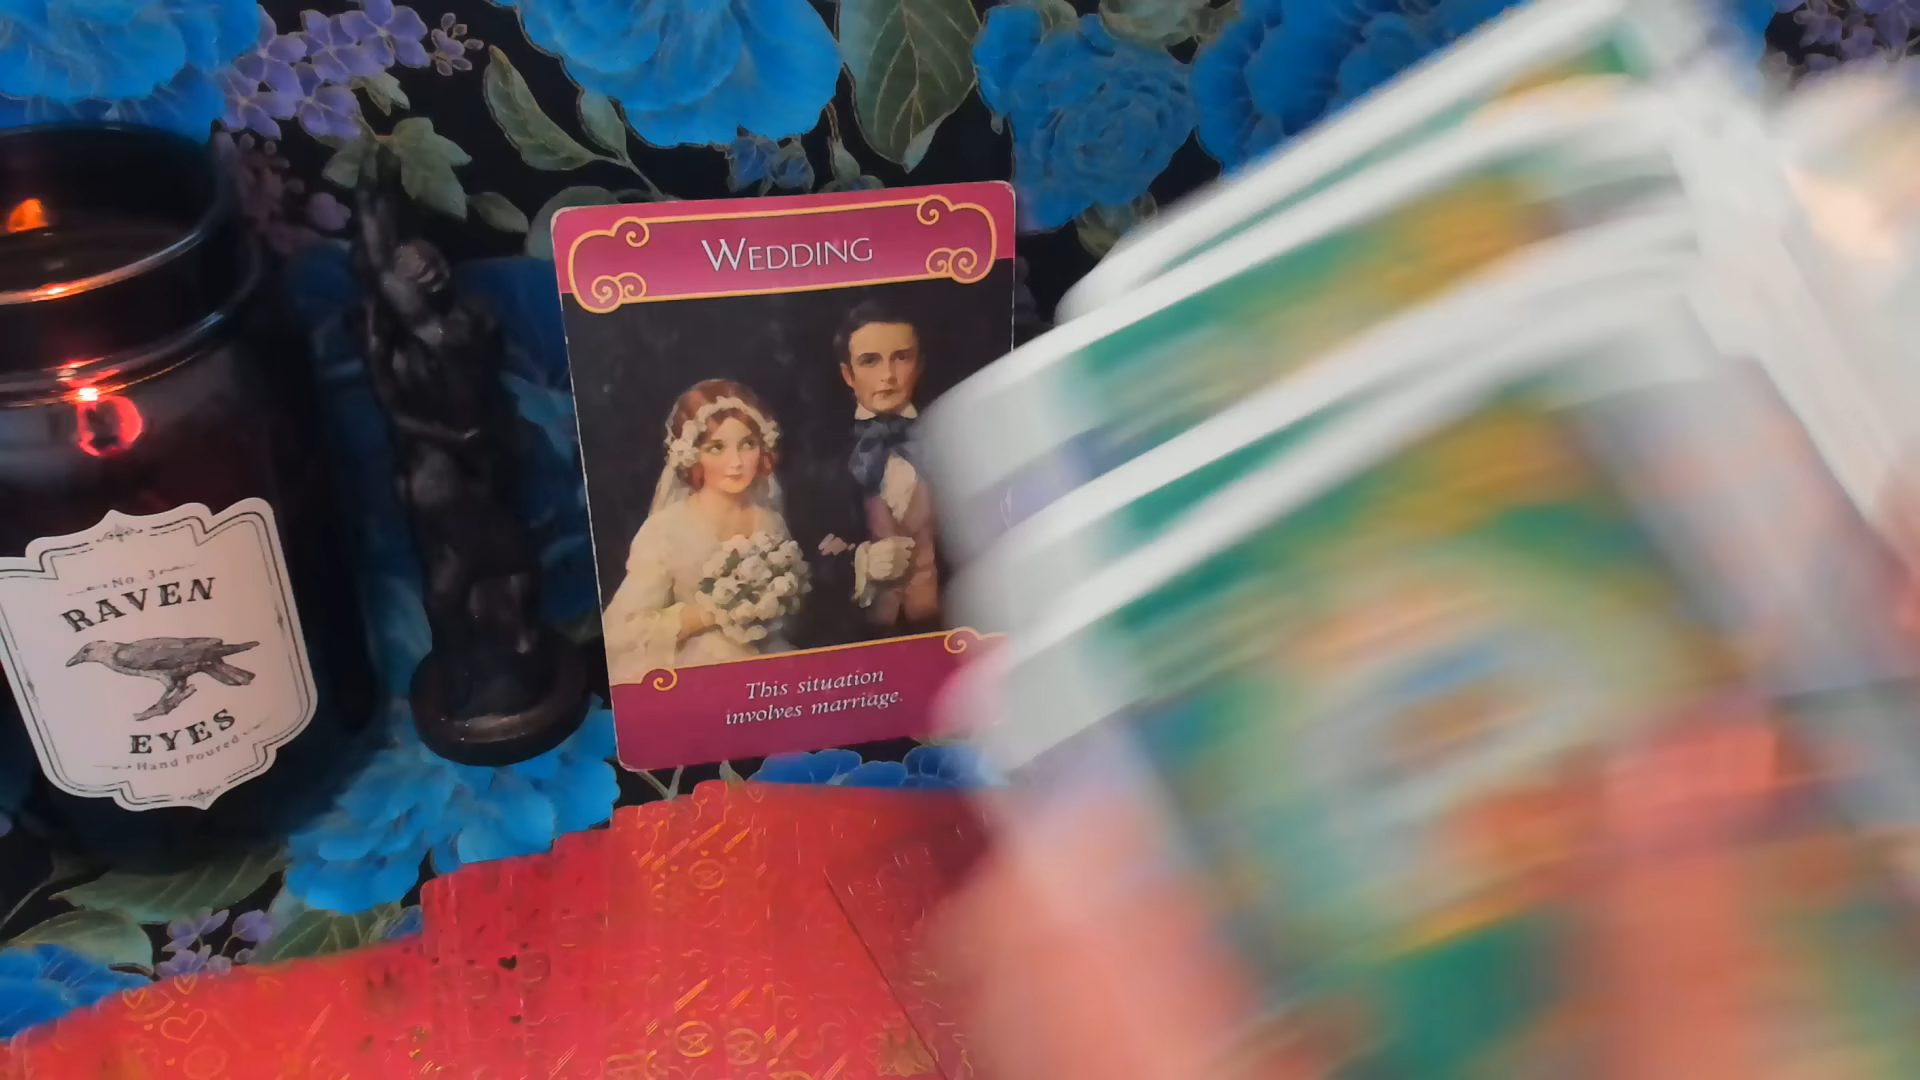 WEDDING
This situation
involves marriage.
No. 3
RAVEN
EYES
Hand Poured